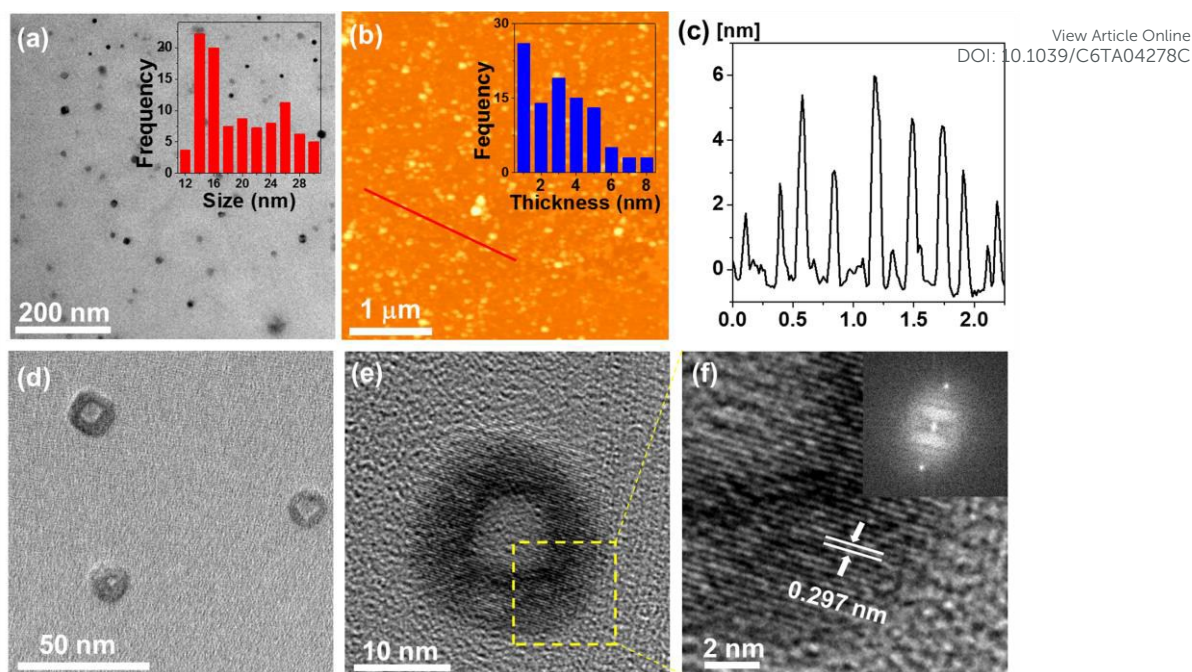 View Article Online
DOI: 10.1039/C6TA04278C
(a)
20
15
10
5
0
Frequency
12 16 20 24 28
Size (nm)
200 nm
(b)
30
15
0
Fequency
2 4 6 8
Thickness (nm)
1 μm
(c) [nm]
6
4
2
0
0.0 0.5 1.0 1.5 2.0
(d)
50 nm
(e)
10 nm
(f)
0.297 nm
2 nm